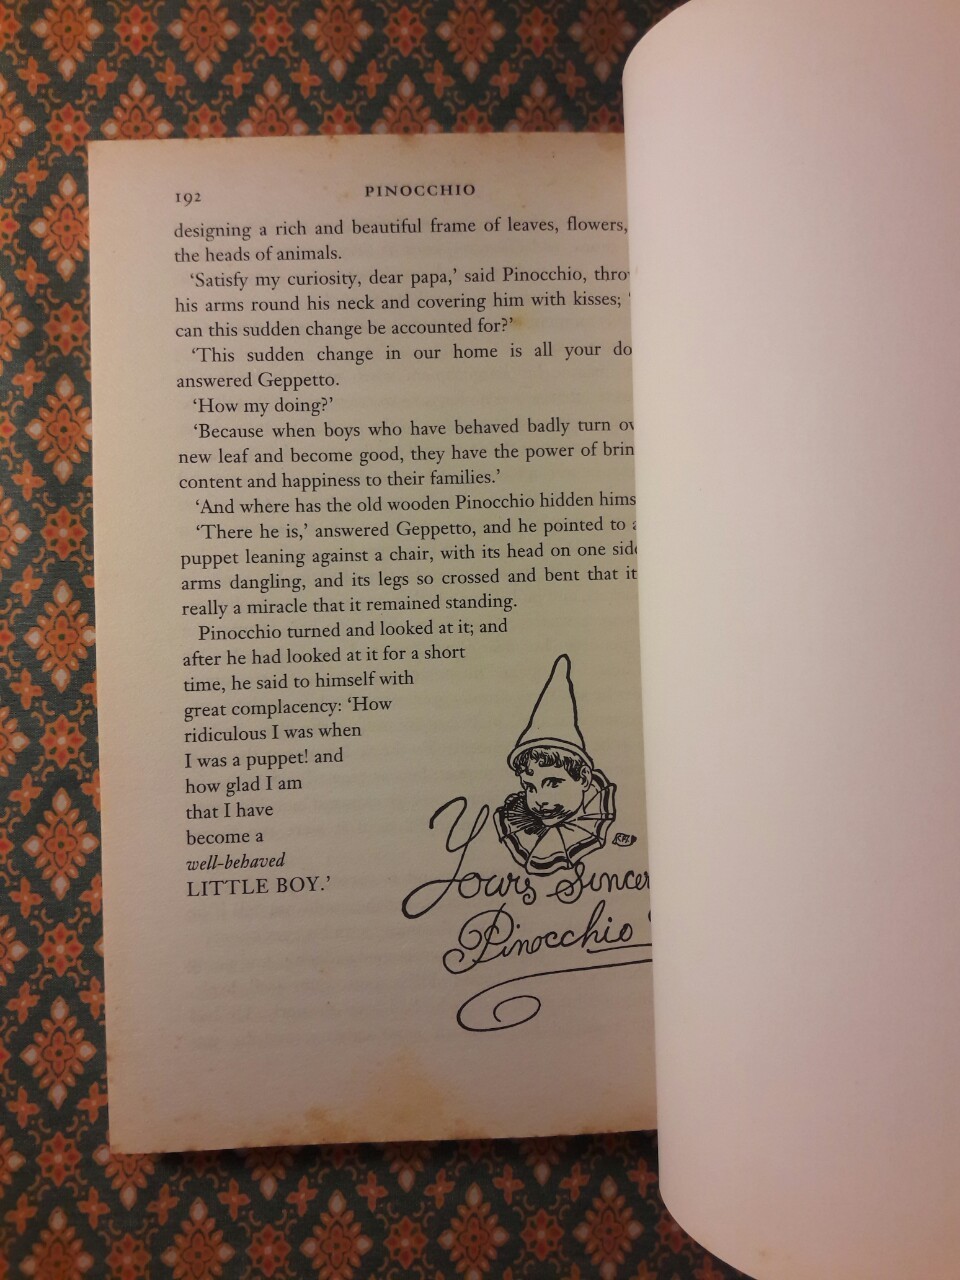 192
PINOCCHIO
designing a rich and beautiful frame of leaves, flowers,
the heads of animals.
‘Satisfy my curiosity, dear papa,’ said Pinocchio,
his arms round his neck and covering him with kisses; ‘
can this sudden change be accounted for?’
‘This sudden change in our home is all your
answered Geppetto.
‘How my doing?’
‘Because when boys who have behaved badly turn
new leaf and become good, they have the power of
content and happiness to their families.’
‘And where has the old wooden Pinocchio hidden
‘There he is,’ answered Geppetto, and he pointed to
puppet leaning against a chair, with its head on one
arms dangling, and its legs so crossed and bent that it
really a miracle that it remained standing.
Pinocchio turned and looked at it; and
after he had looked at it for a short
time, he said to himself with
great complacency: ‘How
ridiculous I was when
I was a puppet! and
how glad I am
that I have
become a
well-behaved
LITTLE BOY.’
Yours
Pinocchio